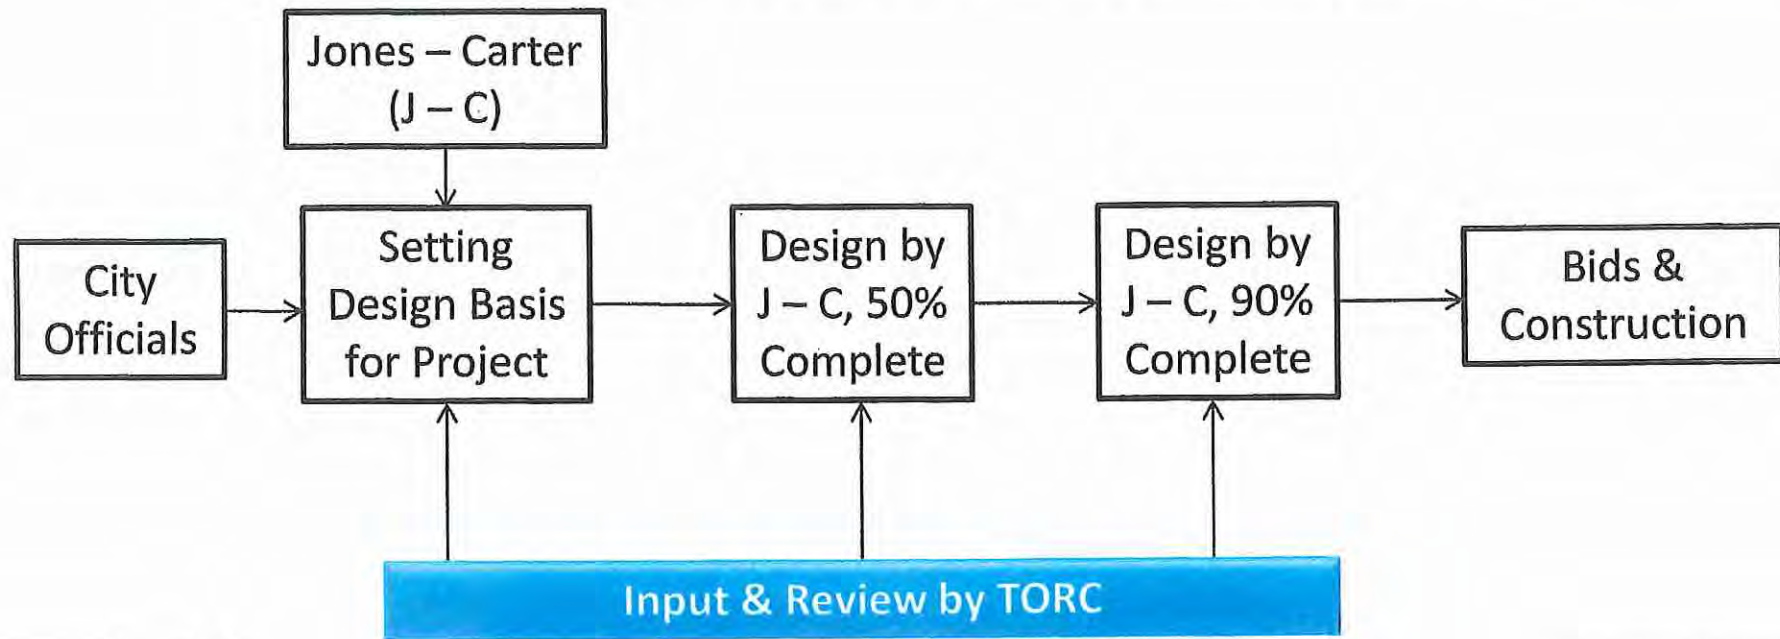 Jones – Carter
(J – C)
City
Officials
Setting
Design Basis
for Project
Design by
J – C, 50%
Complete
Design by
J – C, 90%
Complete
Bids &
Construction
Input & Review by TORC